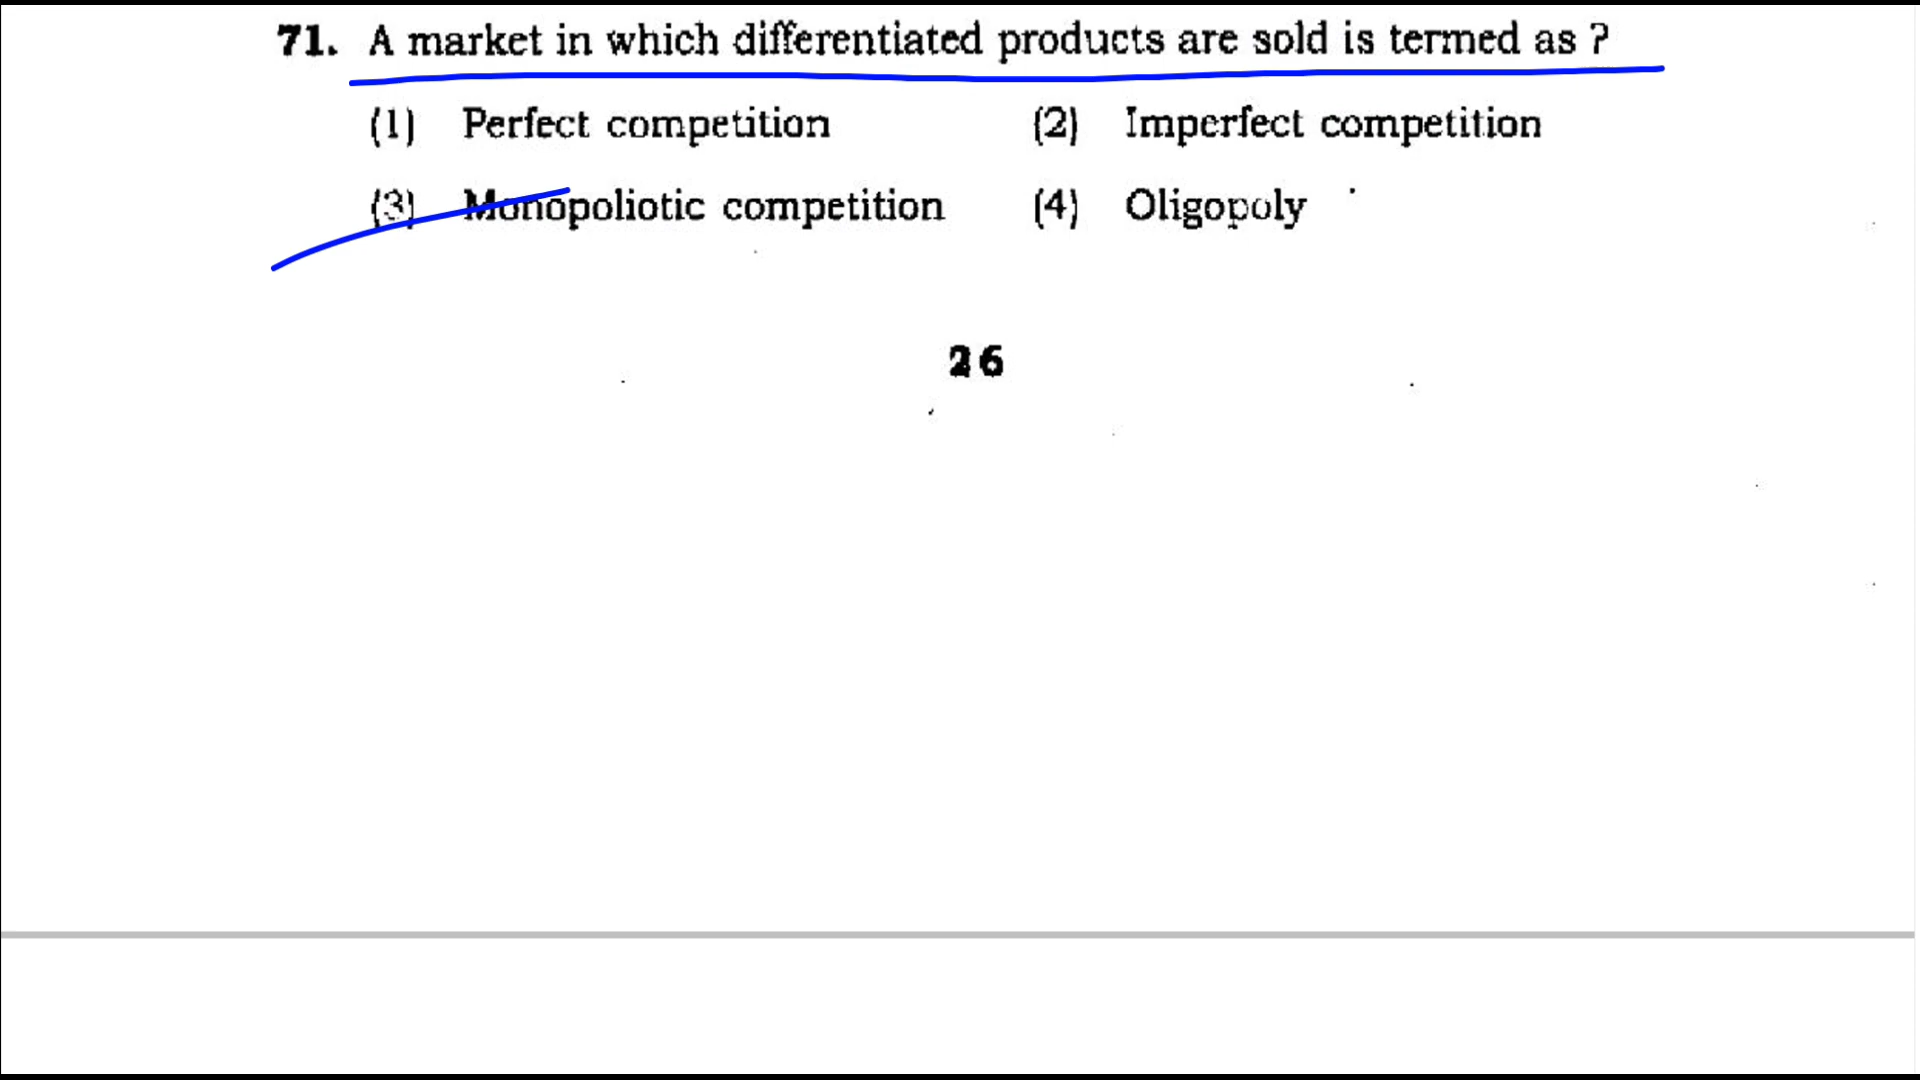 71. A market in which differentiated products are sold is termed as ?
(1) Perfect competition (2) Imperfect competition
(3) Monopoliotic competition (4) Oligopoly
26